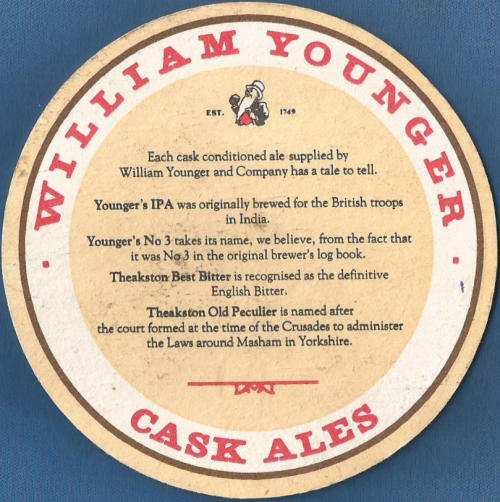 WILLIAM YOUNGER
EST. 1749
Each cask conditioned ale supplied by
William Younger and Company has a tale to tell.
Younger's IPA was originally brewed for the British troops
in India.
Younger's No 3 takes its name, we believe, from the fact that
it was No 3 in the original brewer's log book.
Theakston Best Bitter is recognised as the definitive
English Bitter.
Theakston Old Peculier is named after
the court formed at the time of the Crusades to administer
the Laws around Masham in Yorkshire.
CASK ALES